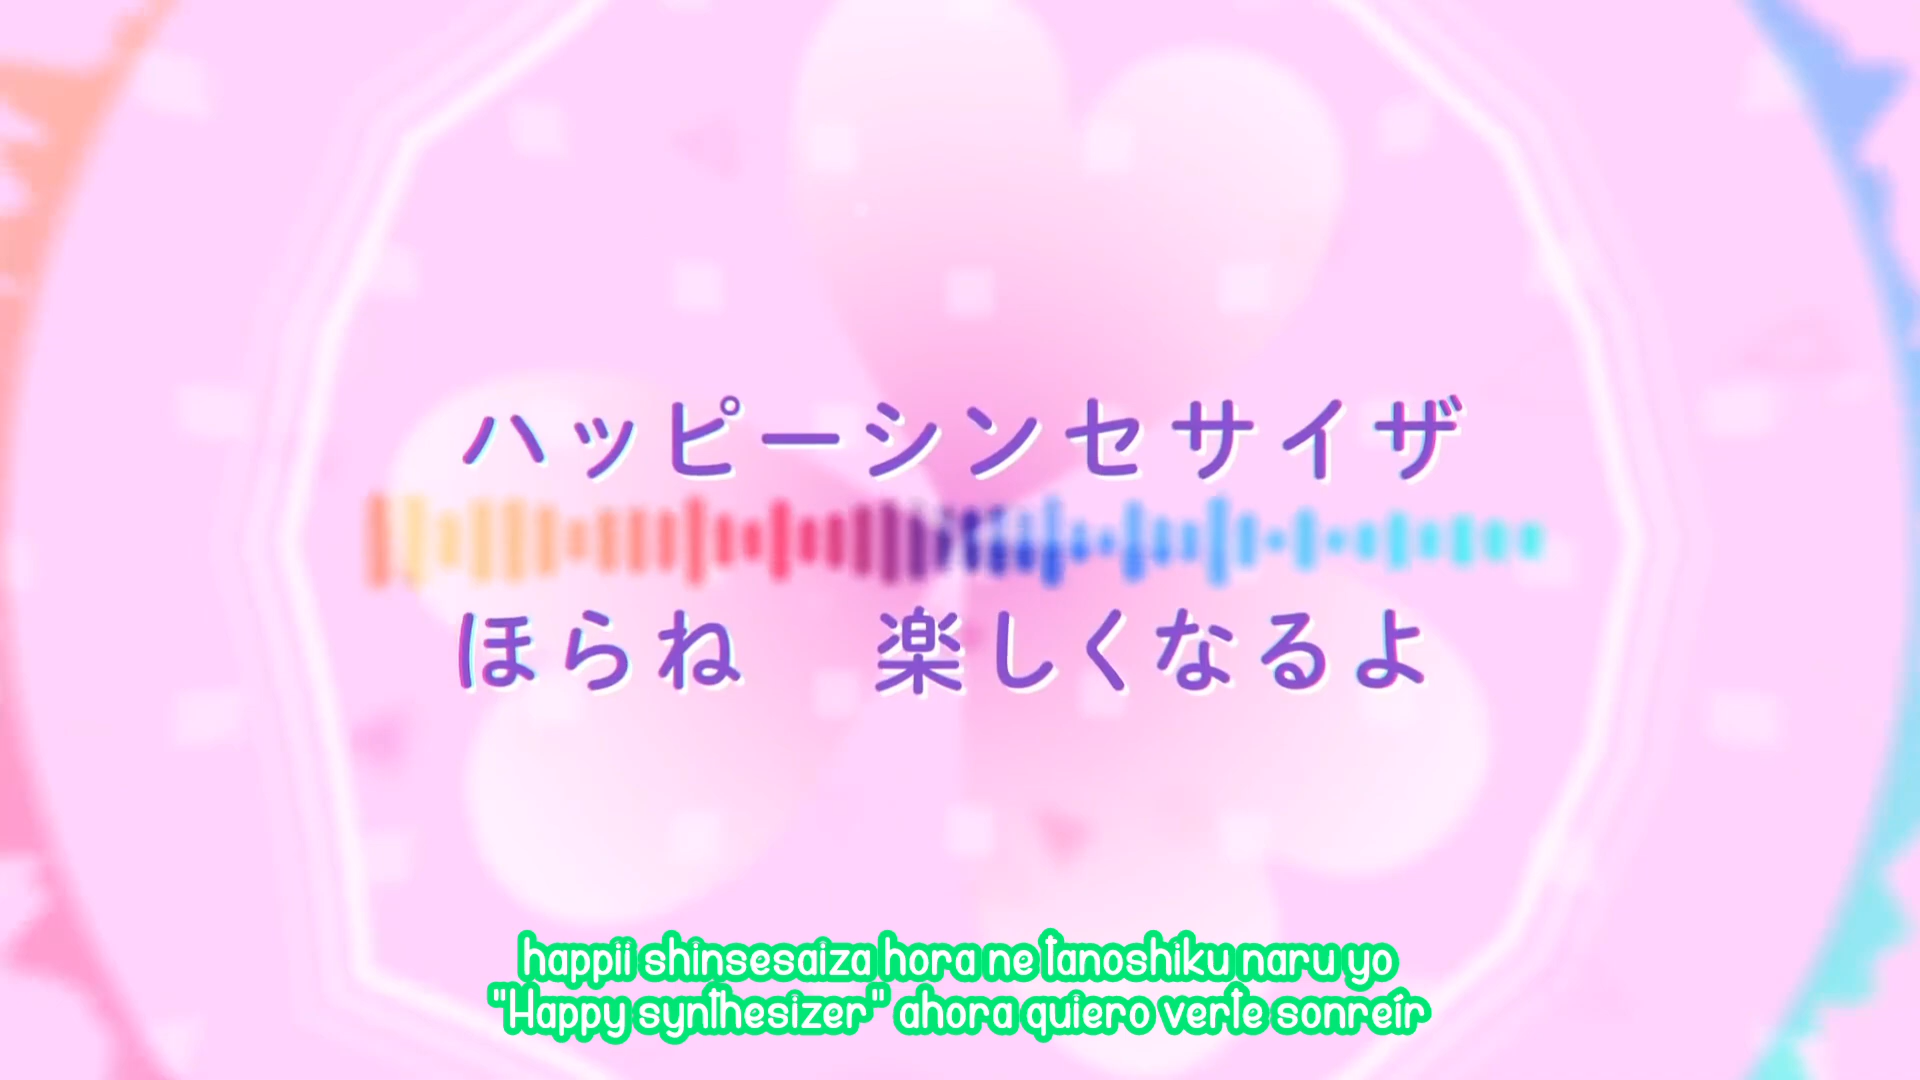 ハッピーシンセサイザ
ほらね　楽しくなるよ
happii shinsesaiza hora ne tanoshiku naru yo
"Happy synthesizer" ahora quiero verte sonreír